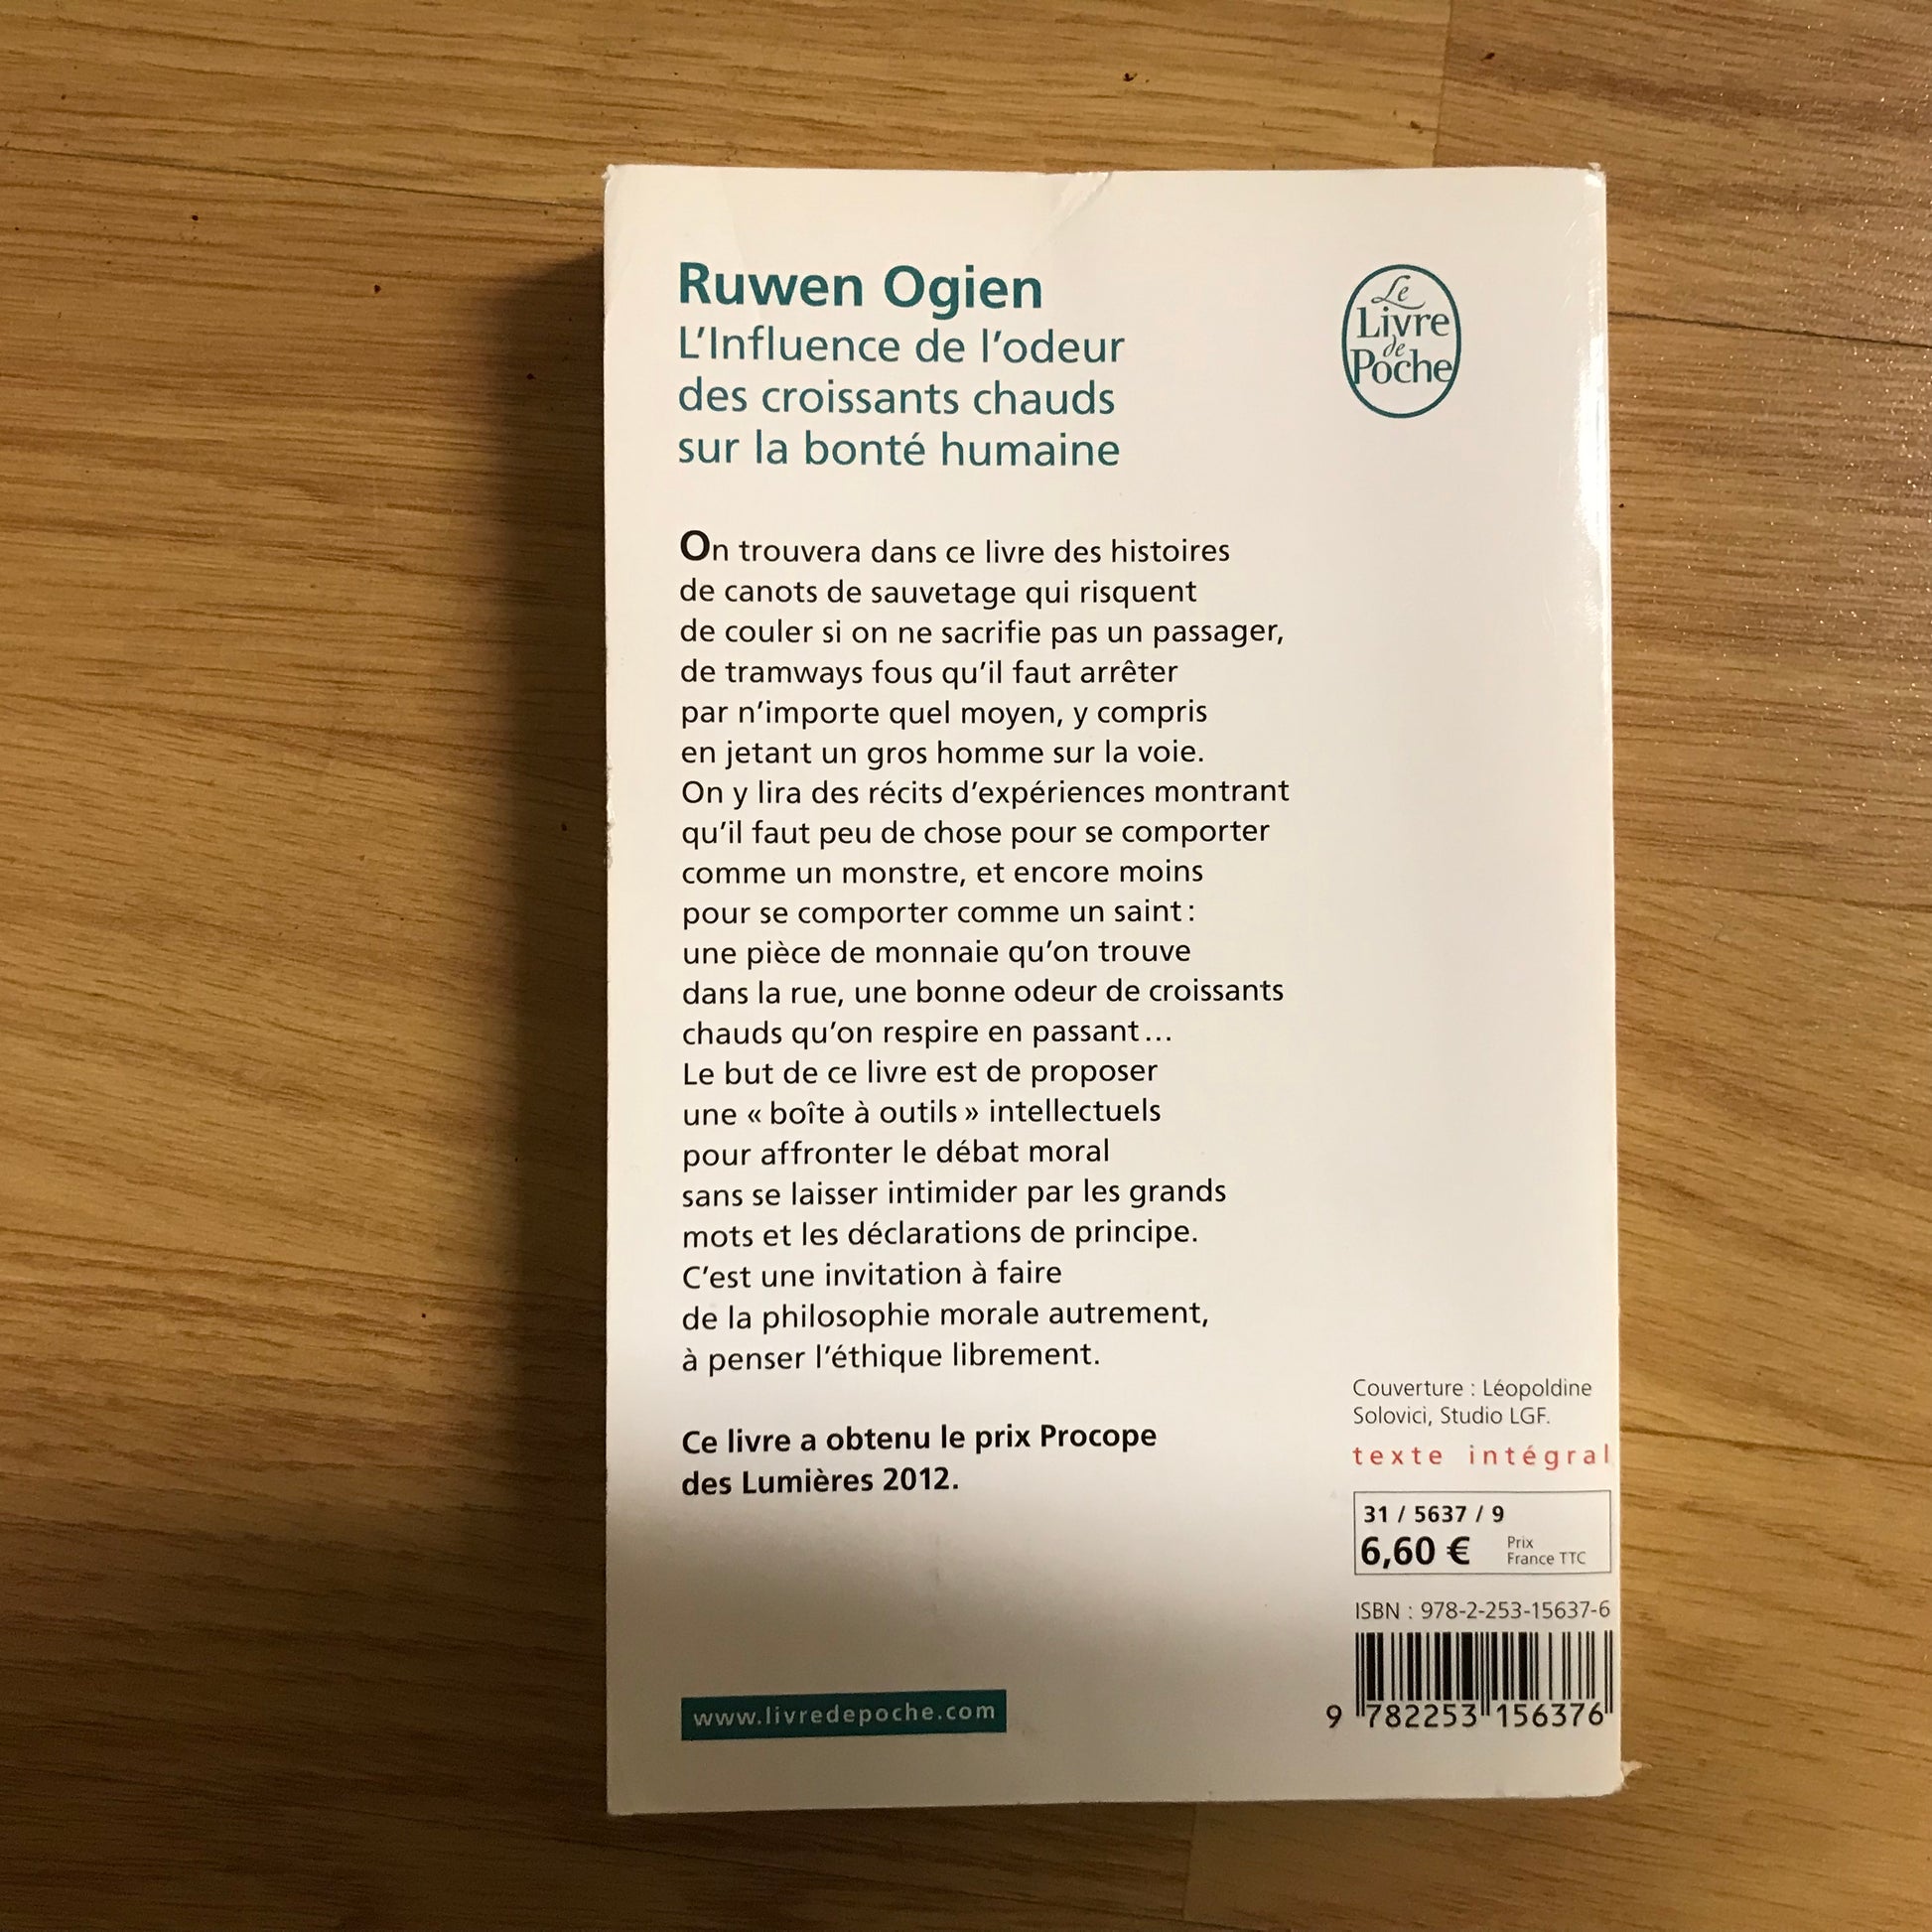 Ruwen Ogien
L'Influence de l'odeur
des croissants chauds
sur la bonté humaine
Le
Livre
de
Poche
On trouvera dans ce livre des histoires
de canots de sauvetage qui risquent
de couler si on ne sacrifie pas un passager,
de tramways fous qu'il faut arrêter
par n'importe quel moyen, y compris
en jetant un gros homme sur la voie.
On y lira des récits d'expériences montrant
qu'il faut peu de chose pour se comporter
comme un monstre, et encore moins
pour se comporter comme un saint :
une pièce de monnaie qu'on trouve
dans la rue, une bonne odeur de croissants
chauds qu'on respire en passant…
Le but de ce livre est de proposer
une « boîte à outils » intellectuels
pour affronter le débat moral
sans se laisser intimider par les grands
mots et les déclarations de principe.
C'est une invitation à faire
de la philosophie morale autrement,
à penser l'éthique librement.
Ce livre a obtenu le prix Procope
des Lumières 2012.
www.livredepoche.com
Couverture : Léopoldine
Solovici, Studio LGF.
texte intégral
31 / 5637 / 9
6,60 € Prix
France TTC
ISBN : 978-2-253-15637-6
9 782253 156376